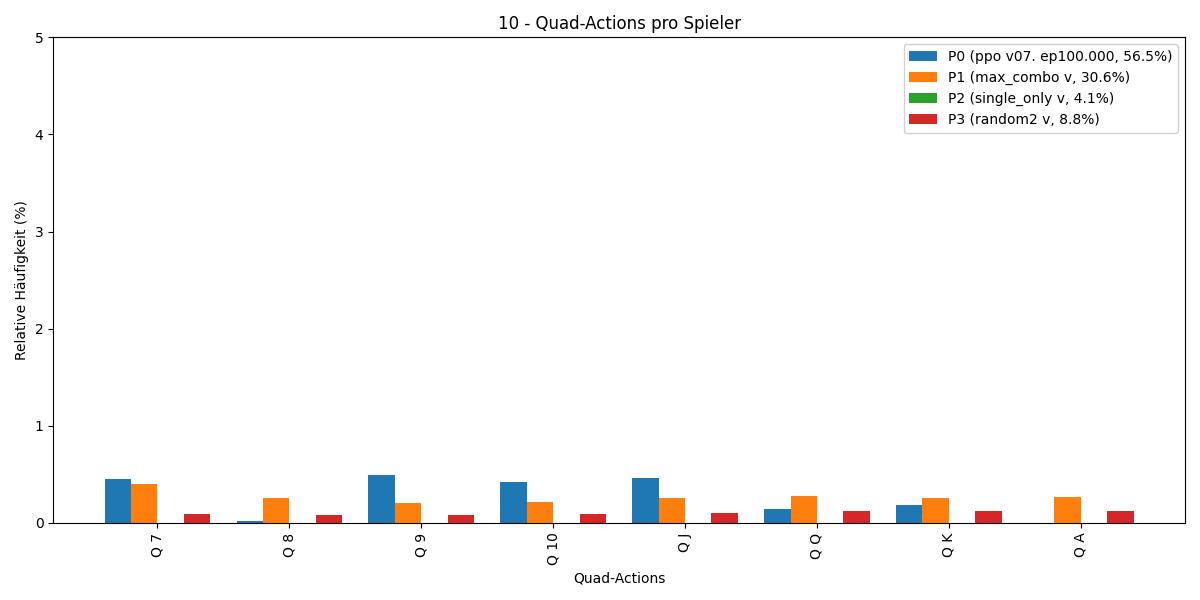 10 - Quad-Actions pro Spieler
P0 (ppo v07. ep100.000, 56.5%)
P1 (max_combo v, 30.6%)
P2 (single_only v, 4.1%)
P3 (random2 v, 8.8%)
Relative Häufigkeit (%)
5
4
3
2
1
0
Q 7
Q 8
Q 9
Q 10
Q J
Q Q
Q K
Q A
Quad-Actions